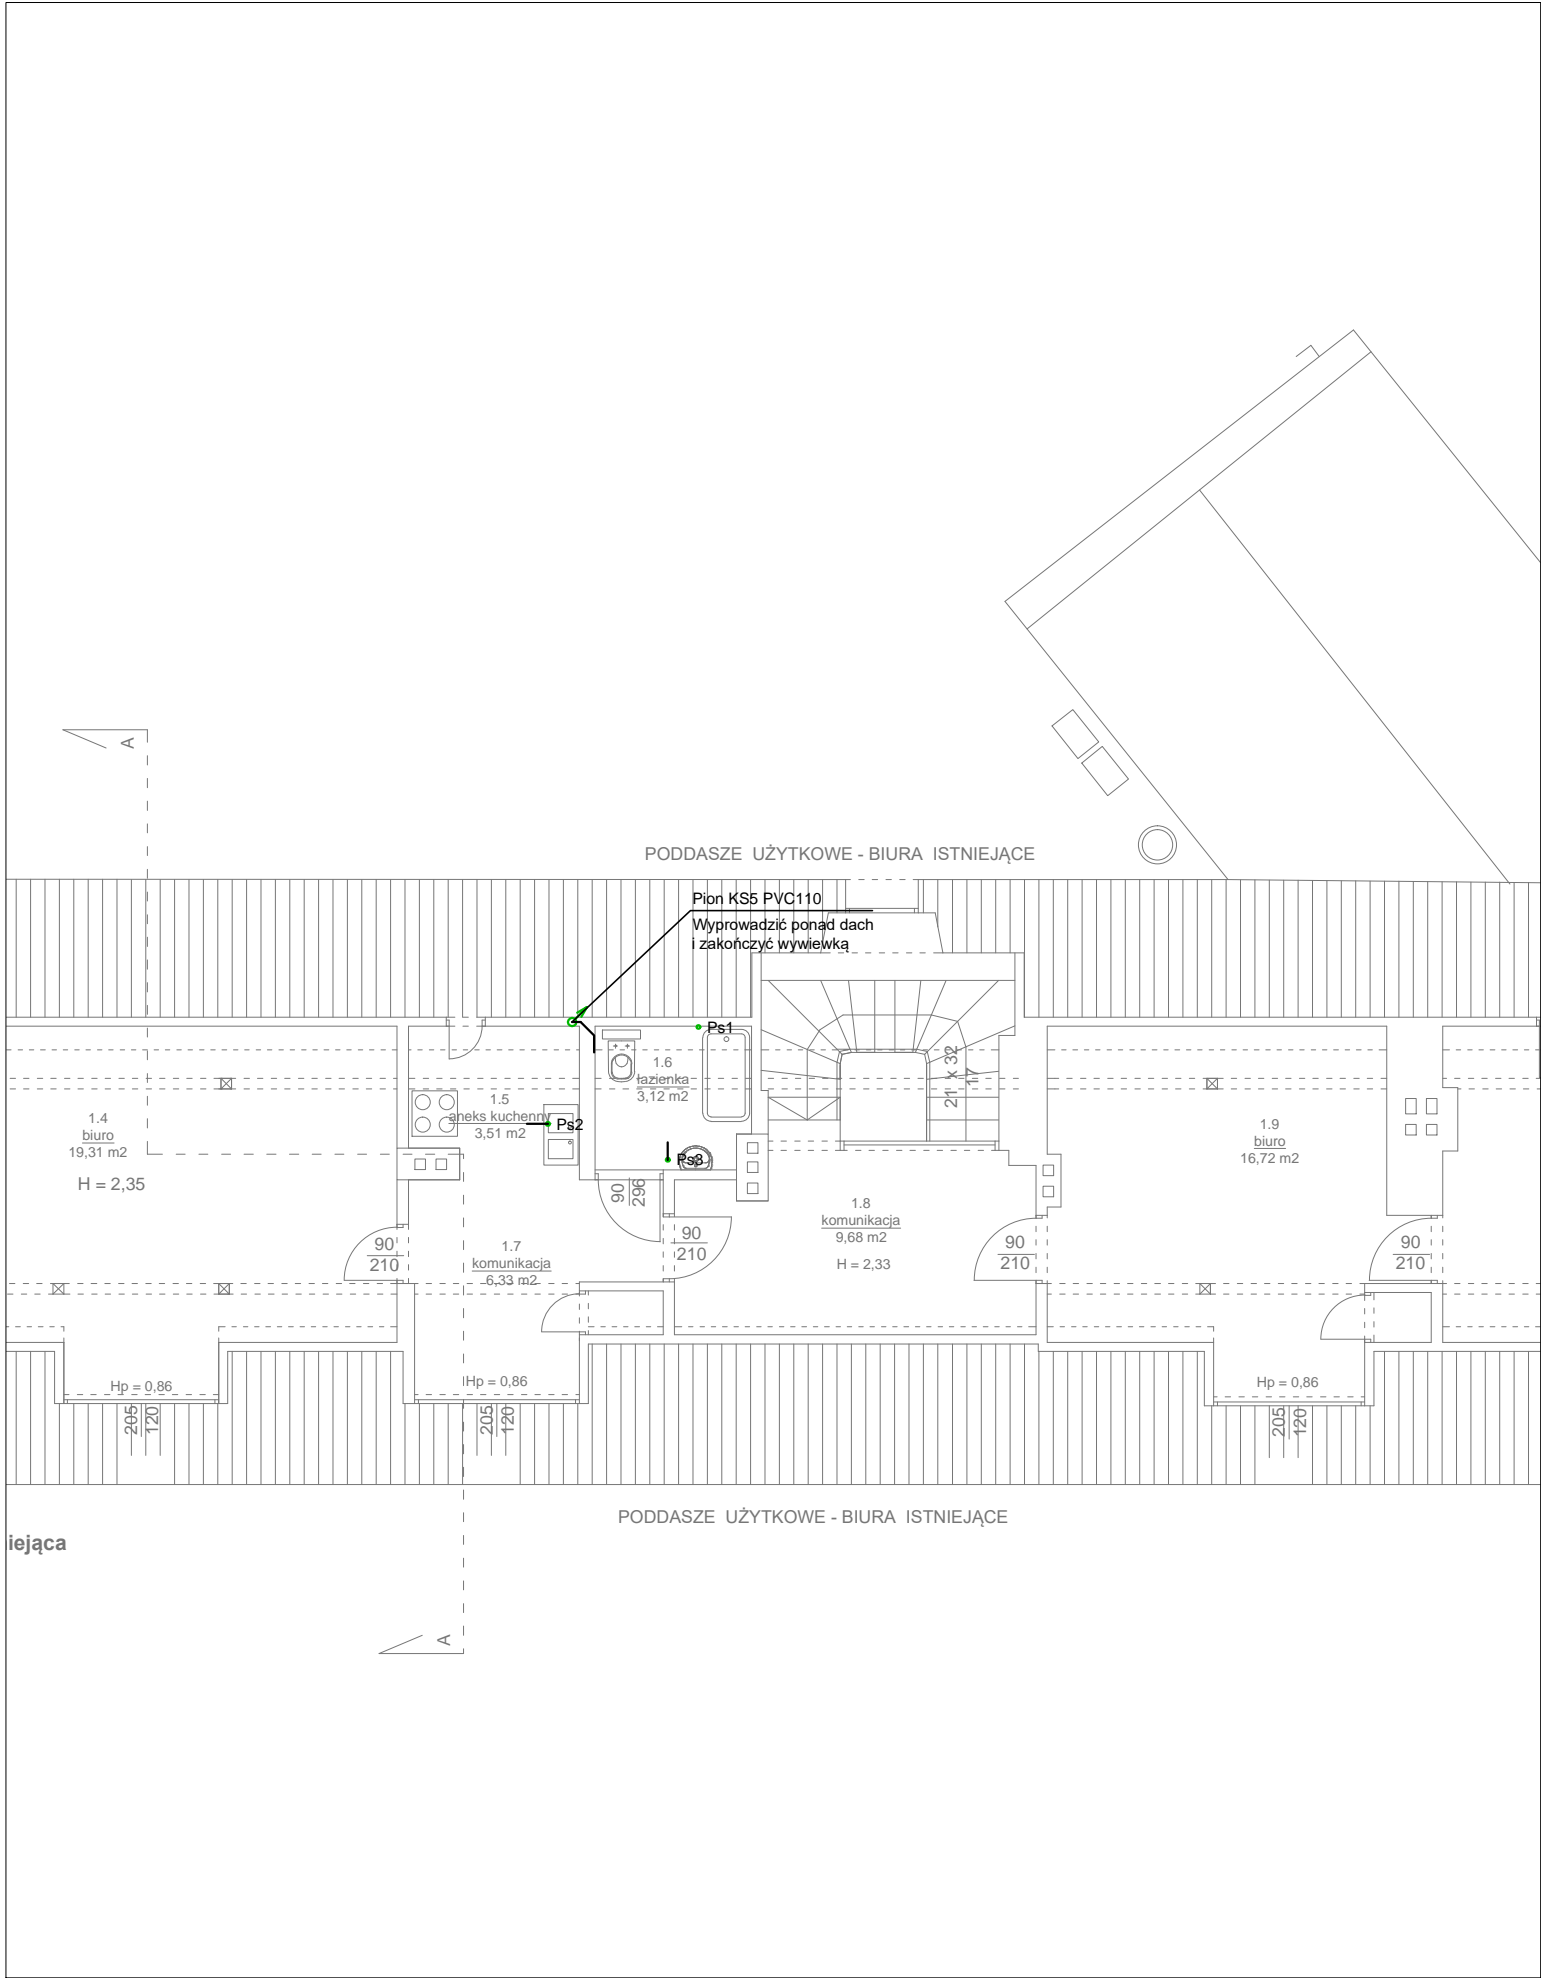 A
PODDASZE UŻYTKOWE - BIURA ISTNIEJĄCE
Pion KS5 PVC110
Wyprowadzić ponad dach
i zakończyć wywiewką
Ps1
1.6
łazienka
3,12 m2
21 x 32
17
1.5
aneks kuchenny
3,51 m2
Ps2
1.4
biuro
19,31 m2
H = 2,35
1.9
biuro
16,72 m2
Ps3
90
296
1.8
komunikacja
9,68 m2
H = 2,33
90
210
1.7
komunikacja
6,33 m2
90
210
90
210
90
210
Hp = 0,86
Hp = 0,86
Hp = 0,86
205
120
205
120
205
120
PODDASZE UŻYTKOWE - BIURA ISTNIEJĄCE
iejąca
A